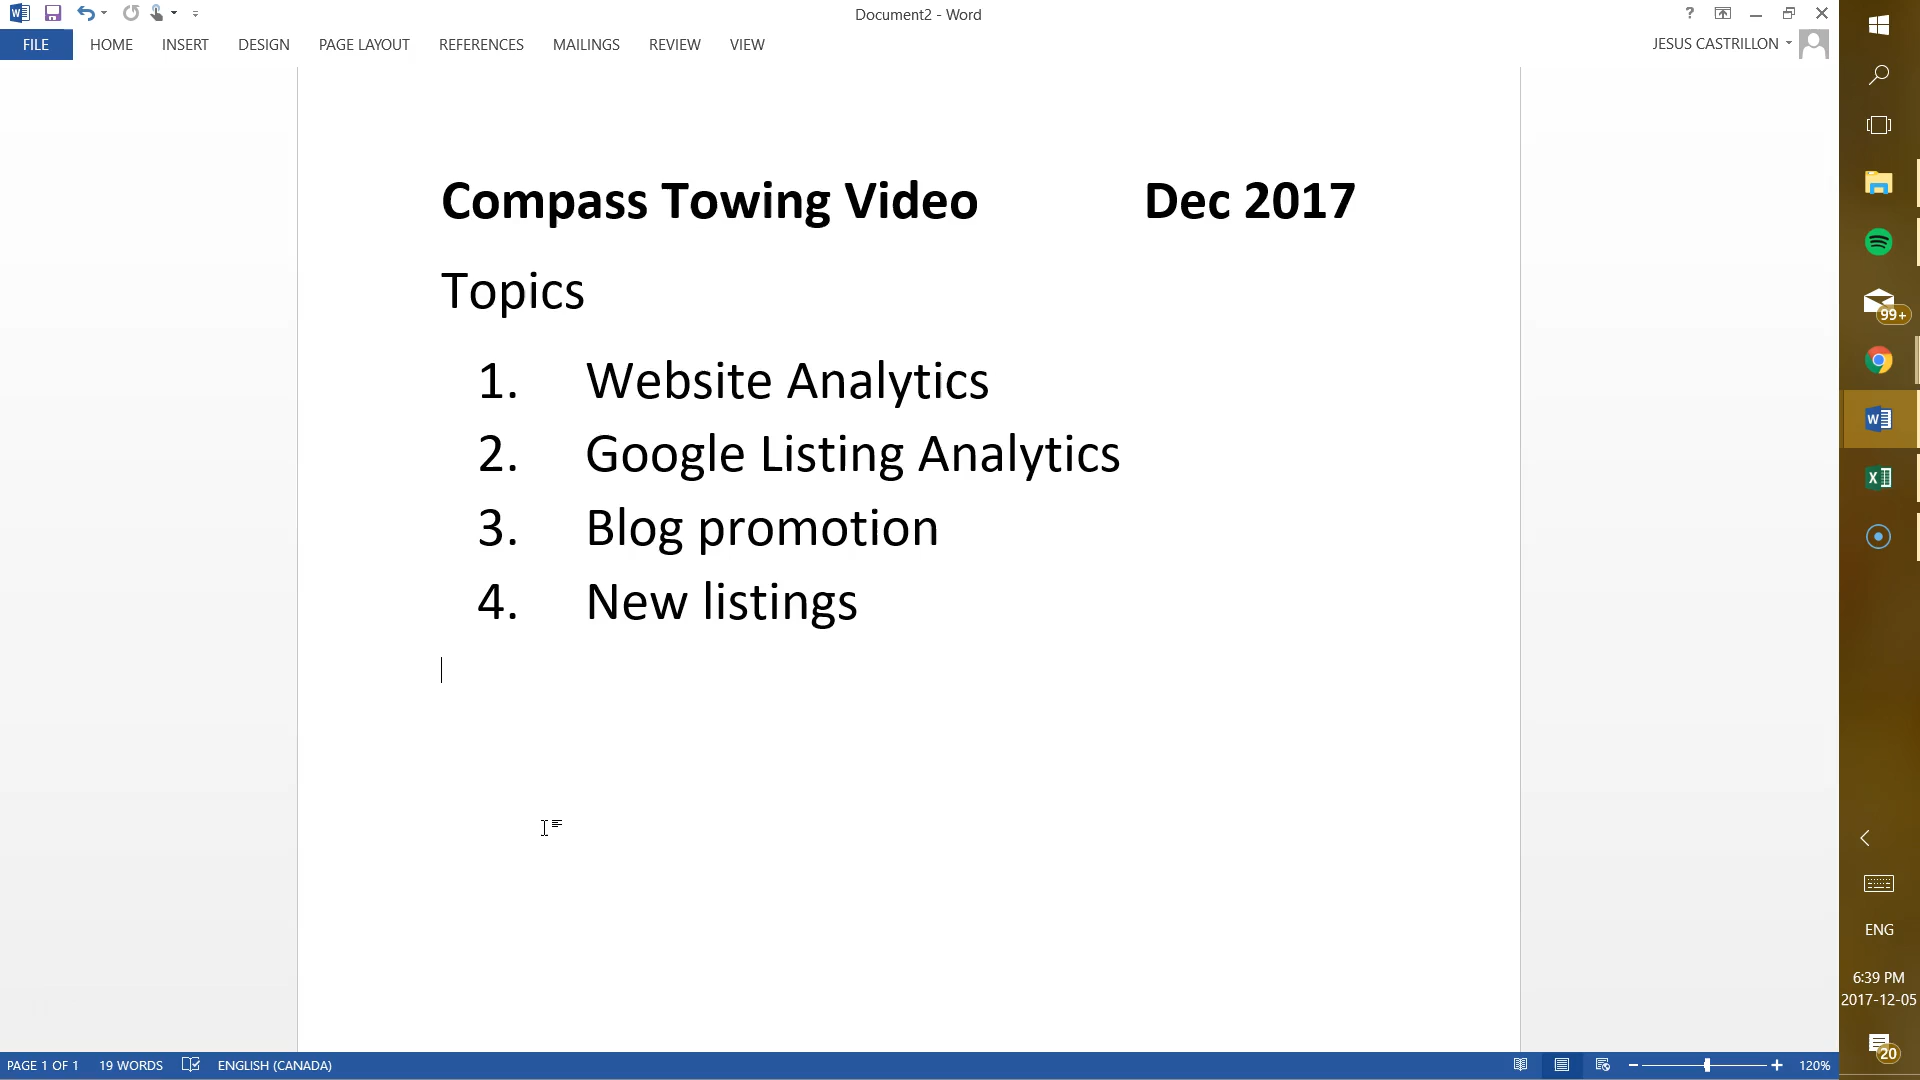 Document2 - Word
?
FILE HOME INSERT DESIGN PAGE LAYOUT REFERENCES MAILINGS REVIEW VIEW
JESUS CASTRILLON
Compass Towing Video Dec 2017
Topics
1. Website Analytics
2. Google Listing Analytics
3. Blog promotion
4. New listings
99+
ENG
6:39 PM
2017-12-05
20
PAGE 1 OF 1 19 WORDS ENGLISH (CANADA)
120%